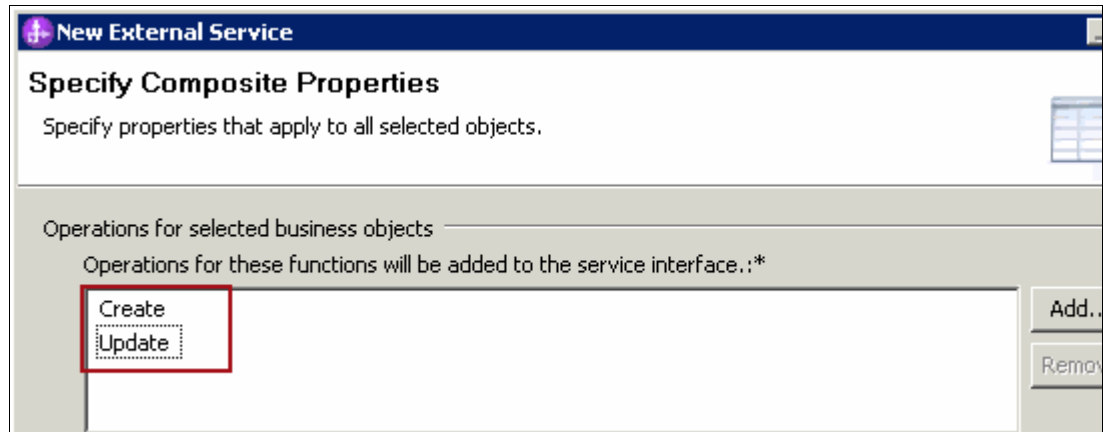 New External Service
Specify Composite Properties
Specify properties that apply to all selected objects.
Operations for selected business objects
Operations for these functions will be added to the service interface.:*
Create
Update
Add..
Remov